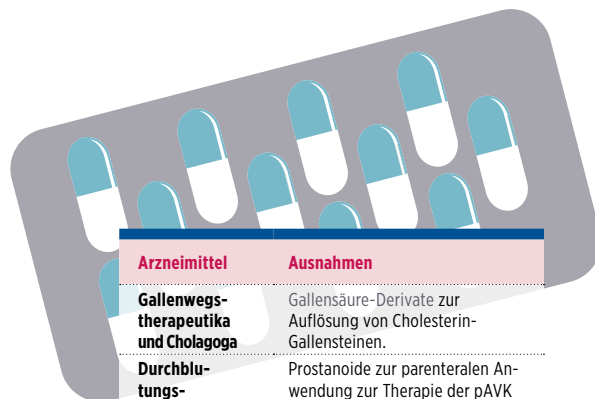 Arzneimittel Ausnahmen
Gallenwegs- Gallensäure-Derivate zur
therapeutika Auflösung von Cholesterin-
und Cholagoga Gallensteinen.
Durchblu- Prostanoide zur parenteralen An-
tungs- wendung zur Therapie der pAVK